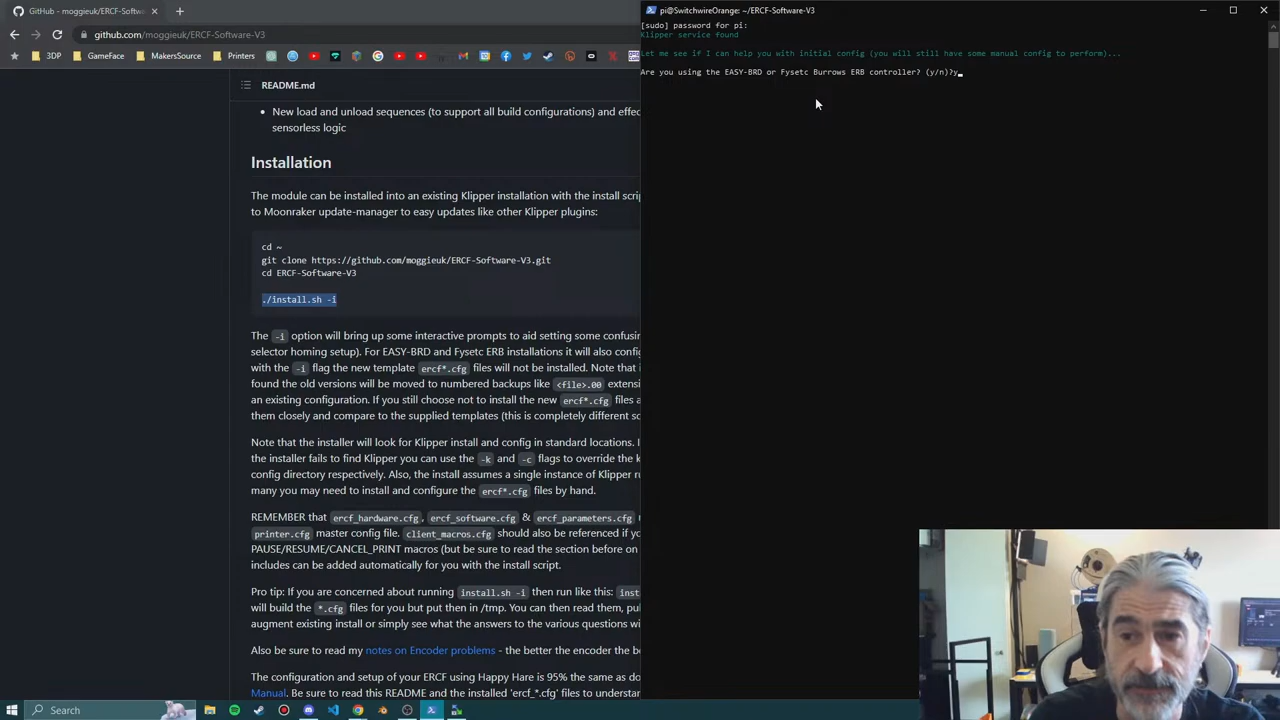 GitHub - moggieuk/ERCF-Software
github.com/moggieuk/ERCF-Software-V3
3DP
Gaming
MakersSource
Printers
README.md
New load and unload sequences (to support all build configurations) and effec
sensorless logic
Installation
The module can be installed into an existing Klipper installation with the install scrip
to Moonraker update-manager to easy updates like other Klipper plugins:
cd ~
git clone https://github.com/moggieuk/ERCF-Software-V3.git
cd ERCF-Software-V3
./install.sh -i
The -i option will bring up some interactive prompts to aid setting some confusin
selector homing setup). For EASY-BRD and Fysetc ERB installations it will also config
with the -i flag the new template ercf*.cfg files will not be installed. Note that i
found the old versions will be moved to numbered backups like <file>.00 extensi
an existing configuration. If you still choose not to install the new ercf*.cfg files a
them closely and compare to the supplied templates (this is completely different so
Note that the installer will look for Klipper install and config in standard locations. I
the installer fails to find Klipper you can use the -k and -c flags to override the k
config directory respectively. Also, the install assumes a single instance of Klipper ru
many you may need to install and configure the ercf*.cfg files by hand.
REMEMBER that ercf_hardware.cfg, ercf_software.cfg & ercf_parameters.cfg
printer.cfg master config file. client_macros.cfg should also be referenced if yo
PAUSE/RESUME/CANCEL_PRINT macros (but be sure to read the section before on
includes can be added automatically for you with the install script.
Pro tip: If you are concerned about running install.sh -i then run like this: inst
will build the *.cfg files for you but put then in /tmp. You can then read them, pul
augment existing install or simply see what the answers to the various questions wi
Also be sure to read my notes on Encoder problems - the better the encoder the be
The configuration and setup of your ERCF using Happy Hare is 95% the same as do
Manual. Be sure to read this README and the installed 'ercf_*.cfg' files to understan
Search
pi@SwitchwireOrange: ~/ERCF-Software-V3
[sudo] password for pi:
Klipper service found
Let me see if I can help you with initial config (you will still have some manual config to perform)...
Are you using the EASY-BRD or Fysetc Burrows ERB controller? (y/n)?y